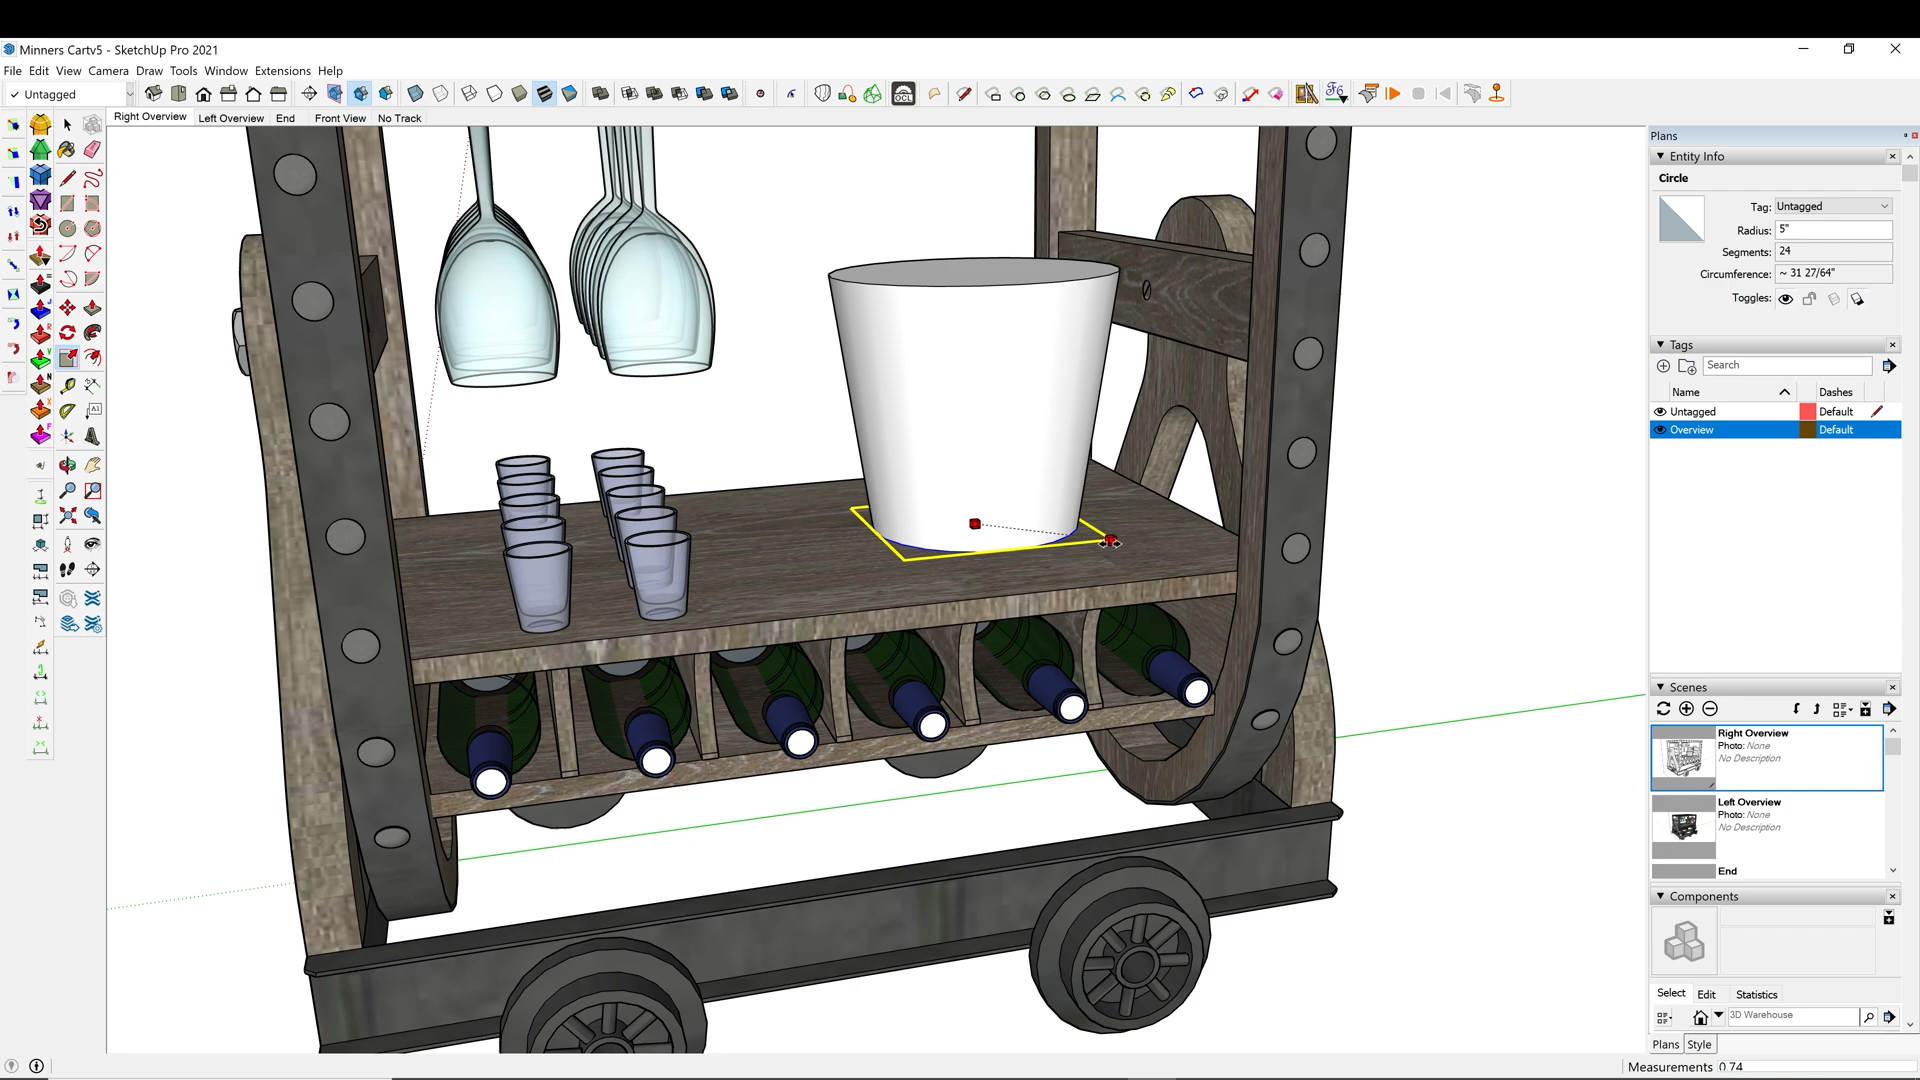 Minners Cartv5 - SketchUp Pro 2021
File Edit View Camera Draw Tools Window Extensions Help
✓ Untagged
OCL
Right Overview Left Overview End Front View No Track
Plans
Entity Info
Circle
Tag: Untagged
Radius: 5"
Segments: 24
Circumference: ~ 31 27/64"
Toggles:
Tags
Search
Name Dashes
Untagged Default
Overview Default
Scenes
Right Overview
Photo: None
No Description
Left Overview
Photo: None
No Description
End
Components
Select Edit Statistics
3D Warehouse
Plans Style
Measurements 0.74